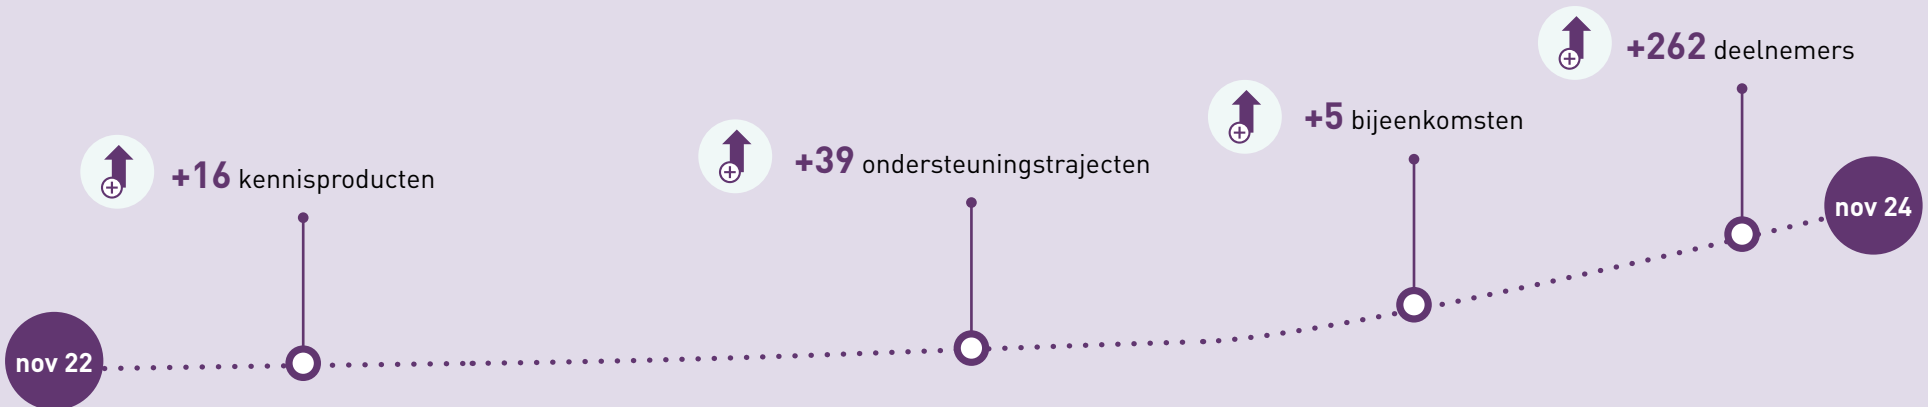 nov 22
+16 kennisproducten
+39 ondersteuningstrajecten
+5 bijeenkomsten
+262 deelnemers
nov 24